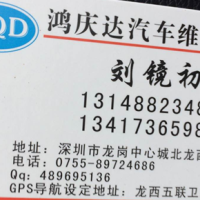 QD
鸿庆达汽车维
刘镜初
1314882348
1341736598
地址：深圳市龙岗中心城北龙西
电话：0755-89724686
Qq：489695136
GPS导航设定地址：龙西五联卫